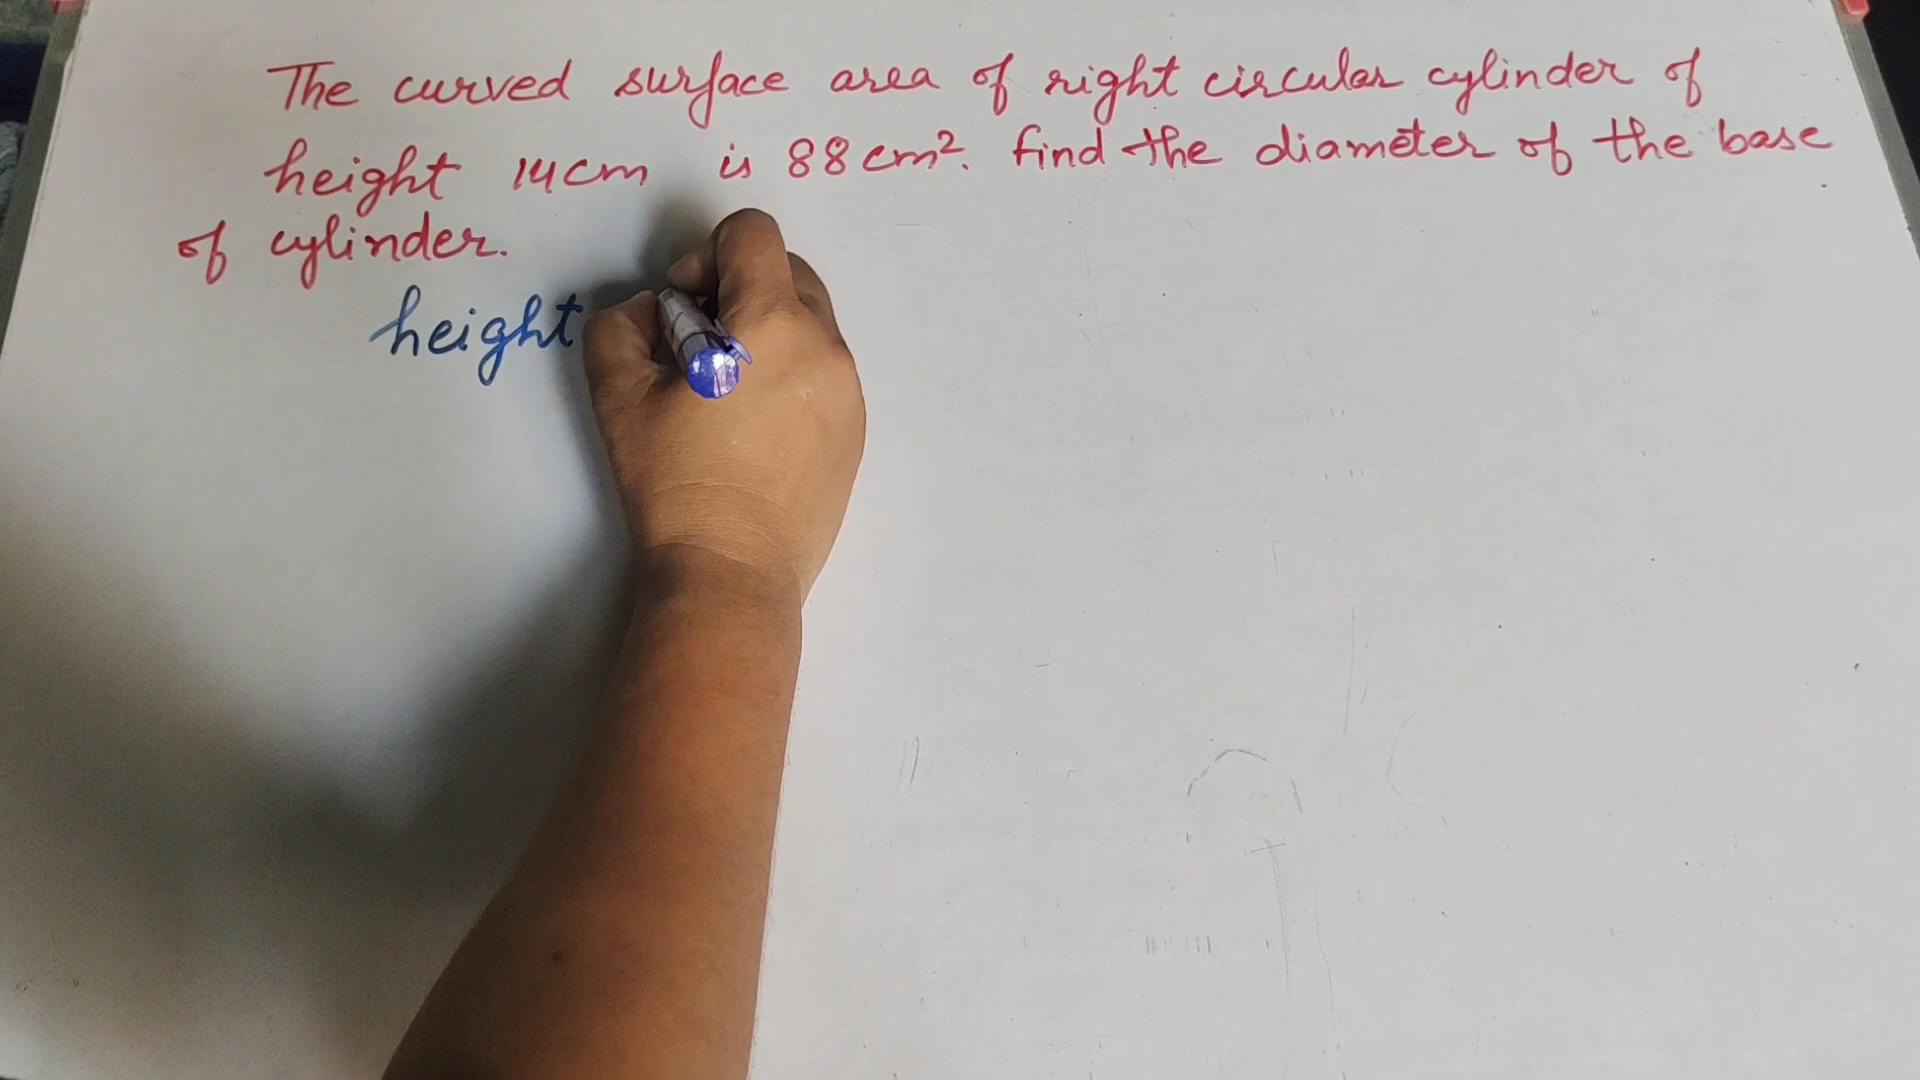 The curved surface area of right circular cylinder of
height 14cm is 88cm². find the diameter of the base
of cylinder.
height